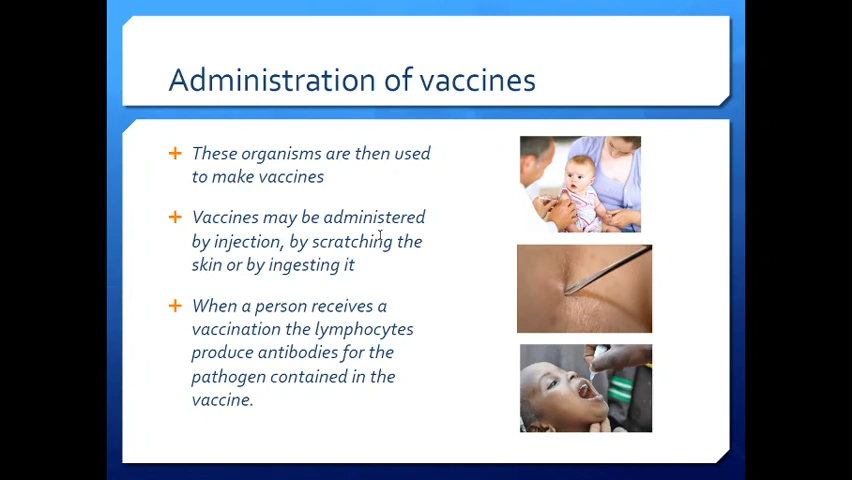 Administration of vaccines
These organisms are then used
to make vaccines
Vaccines may be administered
by injection, by scratching the
skin or by ingesting it
When a person receives a
vaccination the lymphocytes
produce antibodies for the
pathogen contained in the
vaccine.